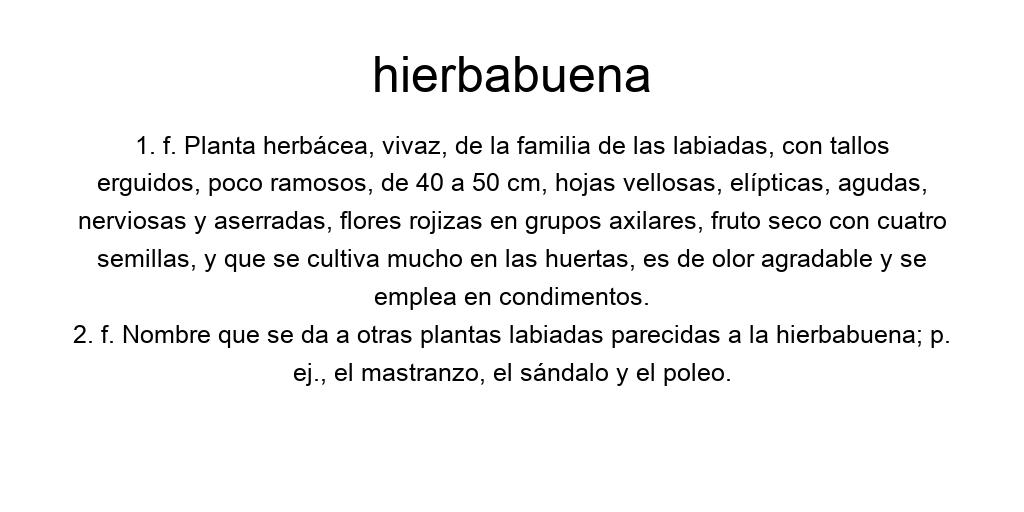 hierbabuena
1. f. Planta herbácea, vivaz, de la familia de las labiadas, con tallos
erguidos, poco ramosos, de 40 a 50 cm, hojas vellosas, elípticas, agudas,
nerviosas y aserradas, flores rojizas en grupos axilares, fruto seco con cuatro
semillas, y que se cultiva mucho en las huertas, es de olor agradable y se
emplea en condimentos.
2. f. Nombre que se da a otras plantas labiadas parecidas a la hierbabuena; p.
ej., el mastranzo, el sándalo y el poleo.